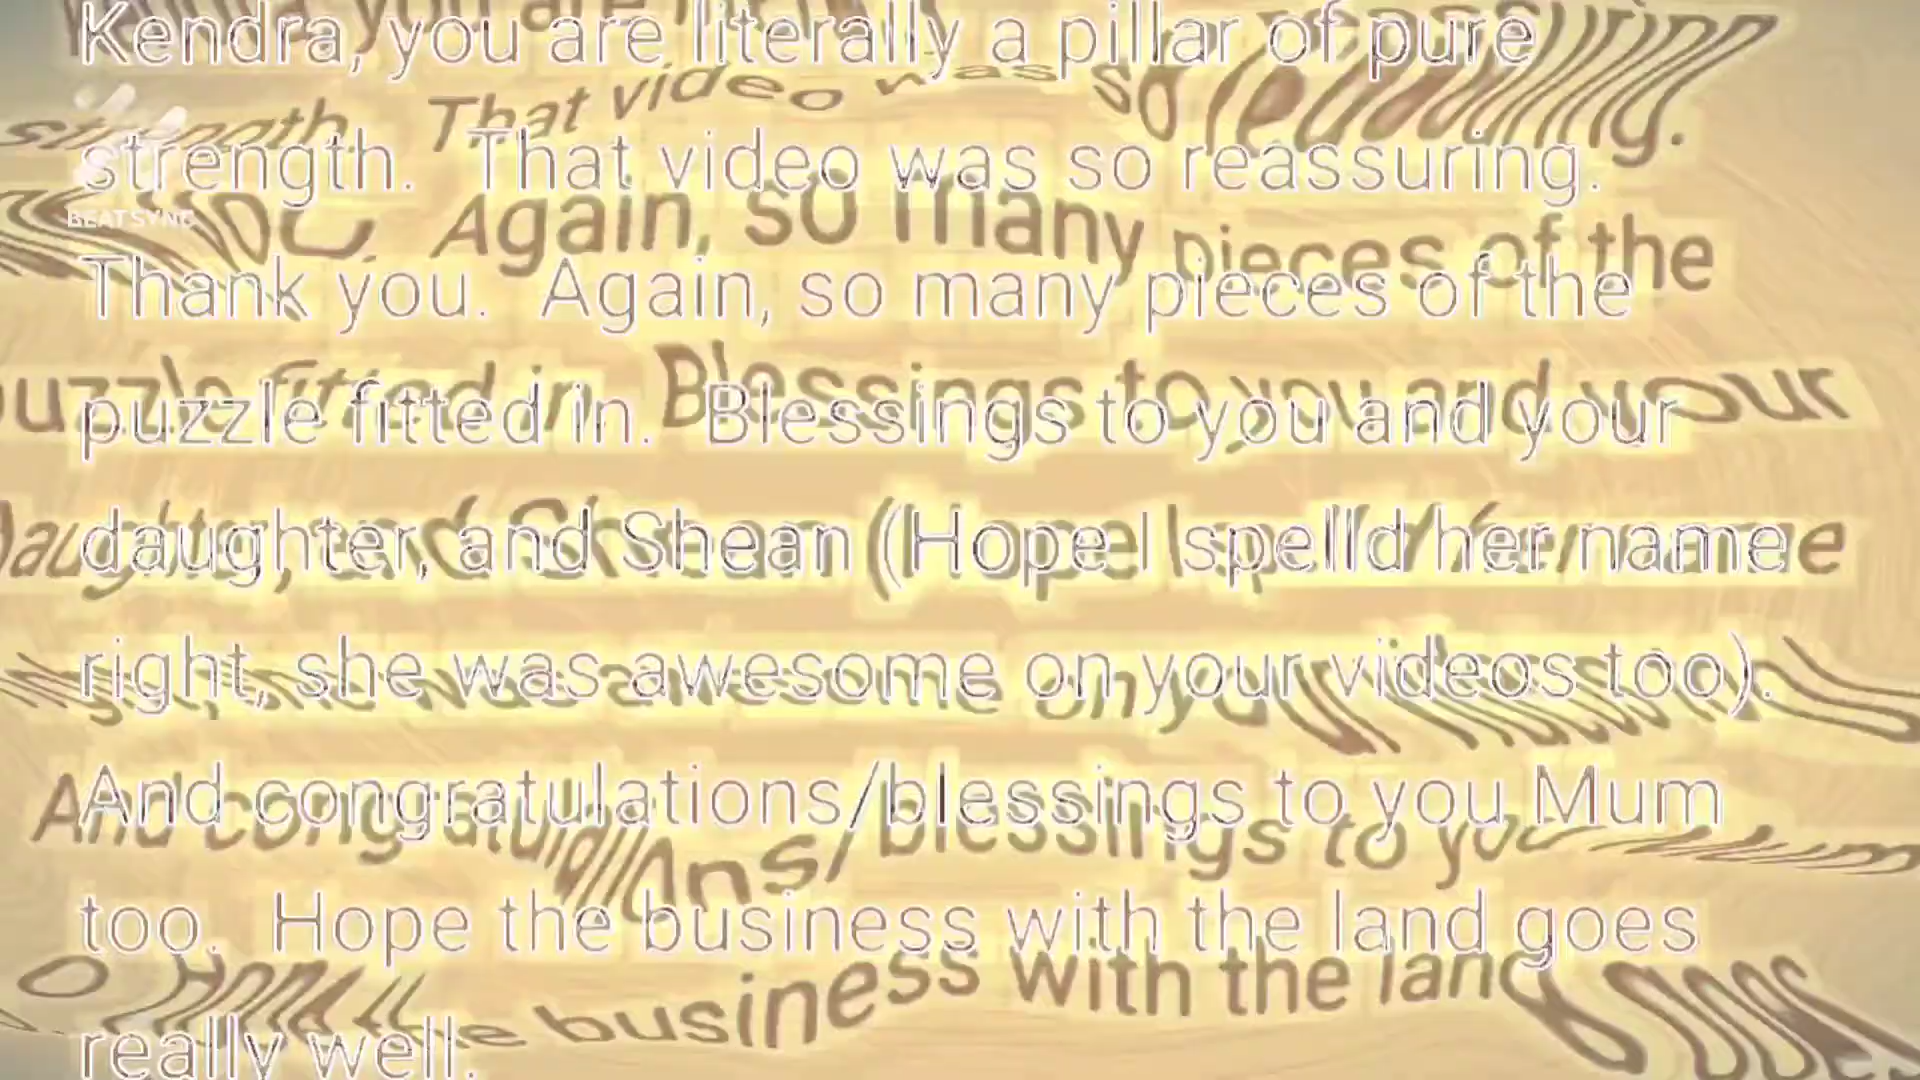 Kendra, you are literally a pillar of pure
strength.  That video was so reassuring.
BEATSYNC
Thank you.  Again, so many pieces of the
puzzle fitted in.  Blessings to you and your
daughter, and Shean (Hope I spelld her name
right, she was awesome on your videos too).
And congratulations/blessings to you Mum
too.  Hope the business with the land goes
really well.